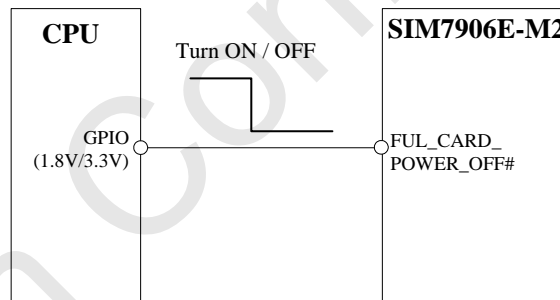 CPU
SIM7906E-M2
Turn ON / OFF
GPIO
(1.8V/3.3V)
FUL_CARD_
POWER_OFF#